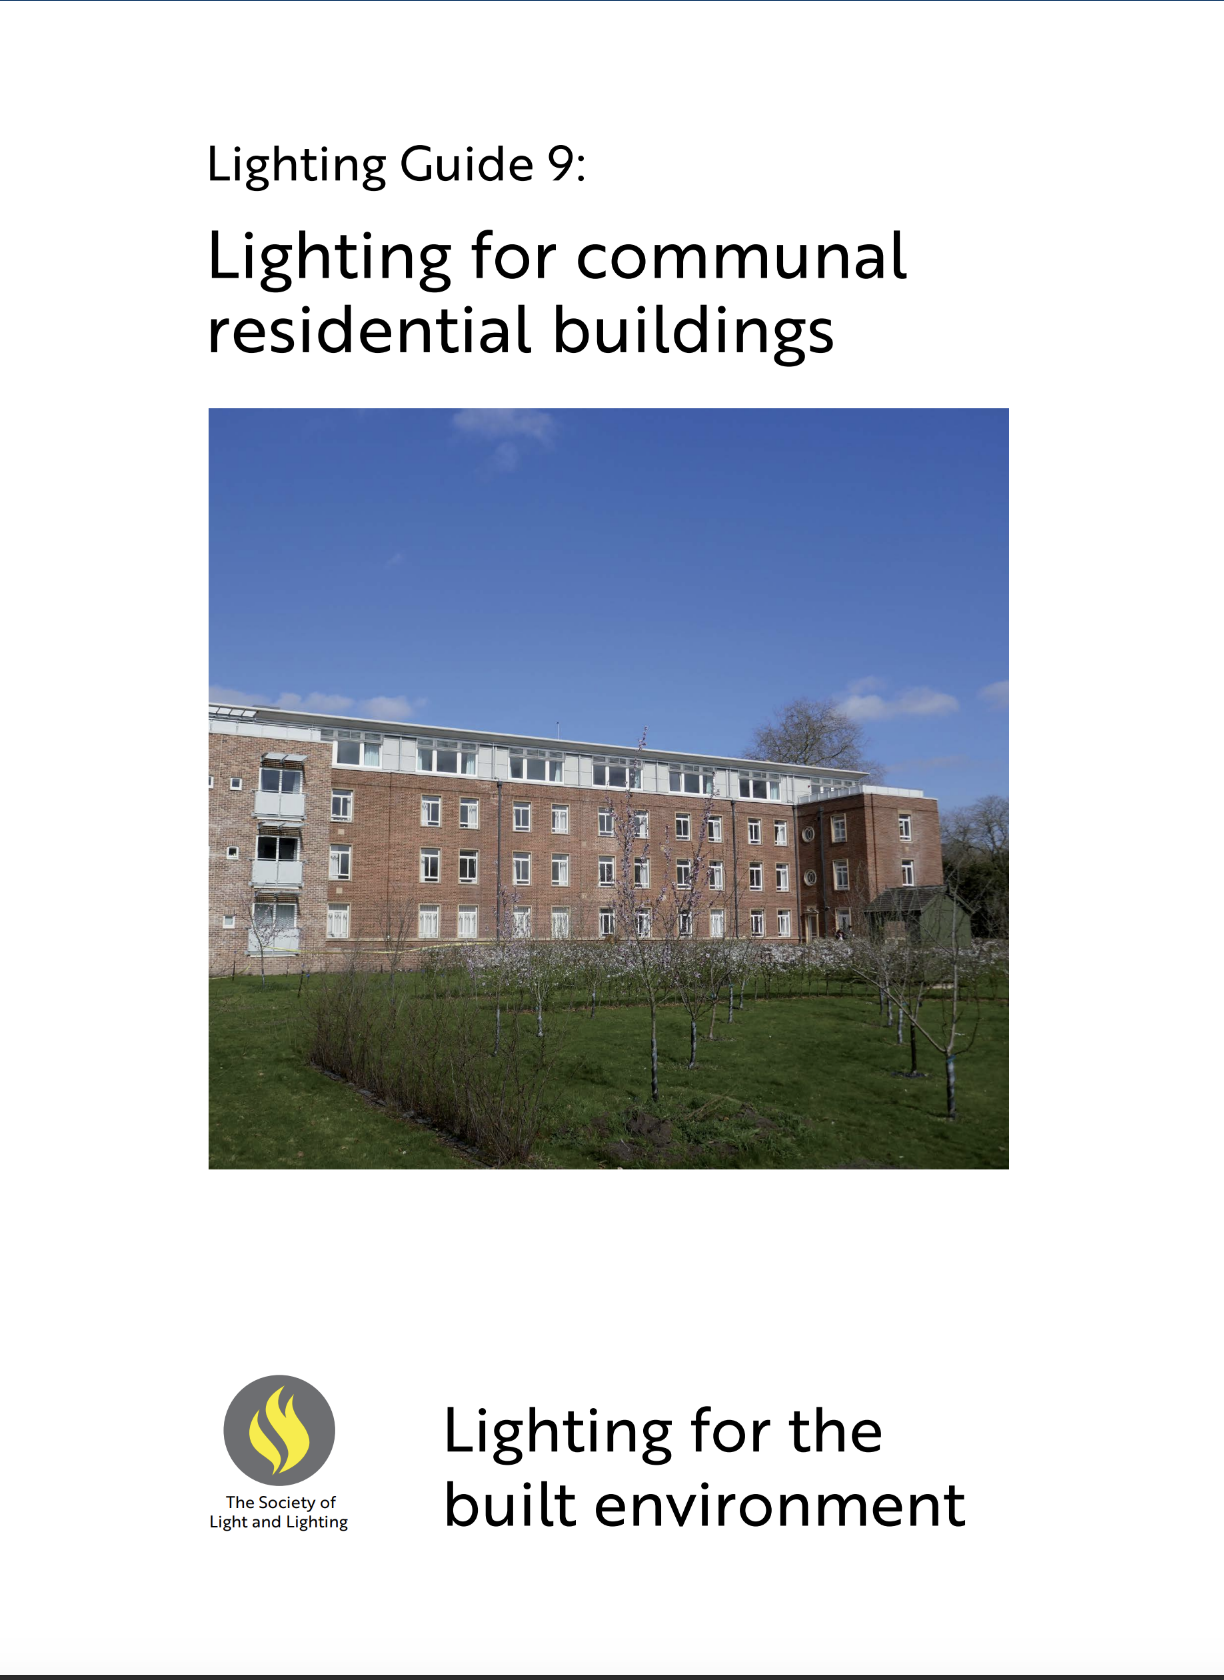 Lighting Guide 9:
Lighting for communal
residential buildings
The Society of
Light and Lighting
Lighting for the
built environment